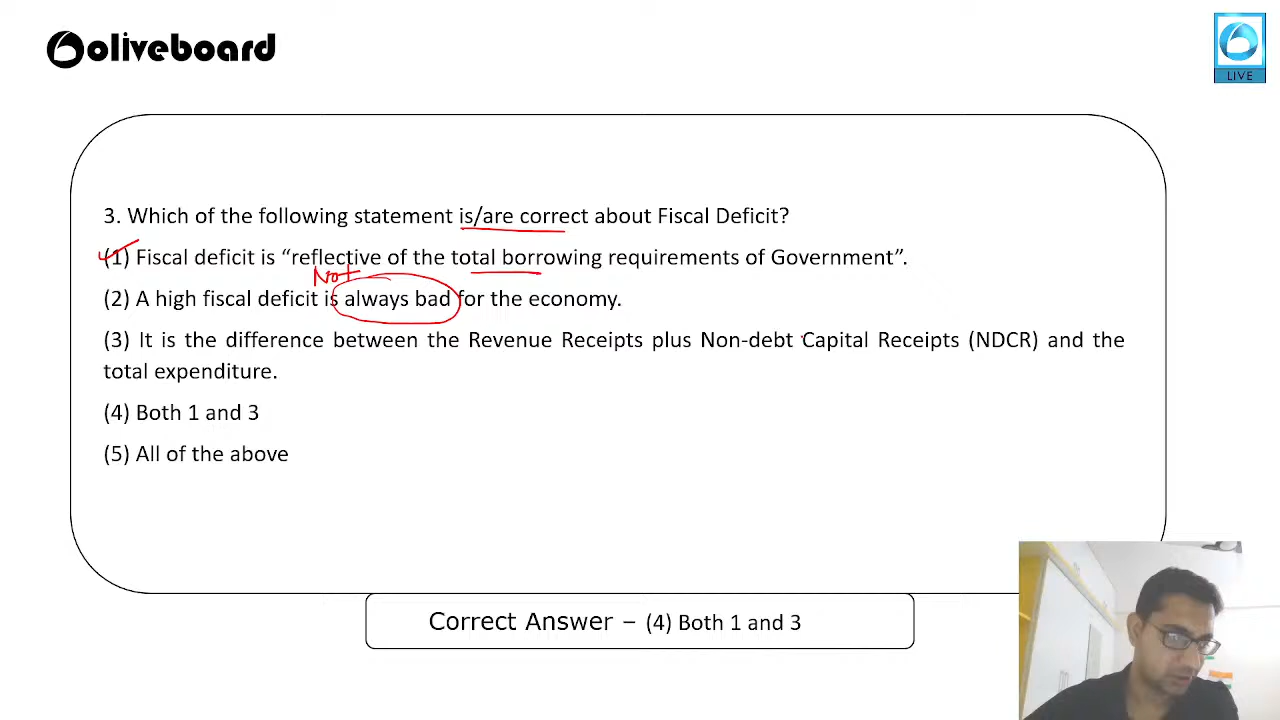 oliveboard
LIVE
3. Which of the following statement is/are correct about Fiscal Deficit?
(1) Fiscal deficit is “reflective of the total borrowing requirements of Government”.
Not
(2) A high fiscal deficit is always bad for the economy.
(3) It is the difference between the Revenue Receipts plus Non-debt Capital Receipts (NDCR) and the
total expenditure.
(4) Both 1 and 3
(5) All of the above
Correct Answer – (4) Both 1 and 3